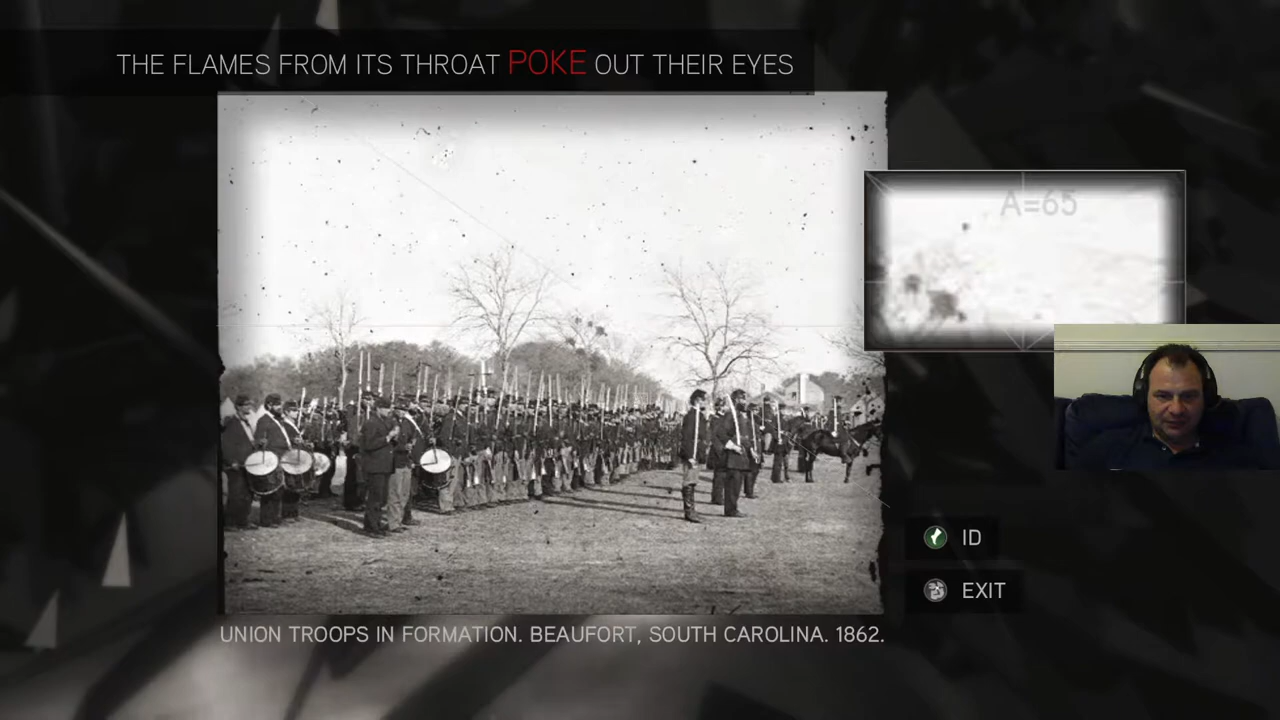 THE FLAMES FROM ITS THROAT POKE OUT THEIR EYES
A=65
ID
EXIT
UNION TROOPS IN FORMATION. BEAUFORT, SOUTH CAROLINA. 1862.